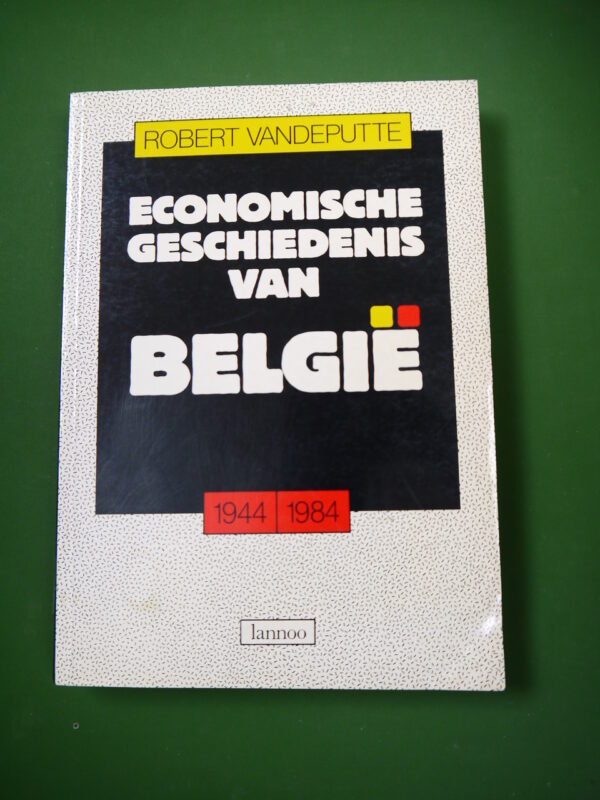 ROBERT VANDEPUTTE
ECONOMISCHE
GESCHIEDENIS
VAN
BELGIË
1944 1984
lannoo